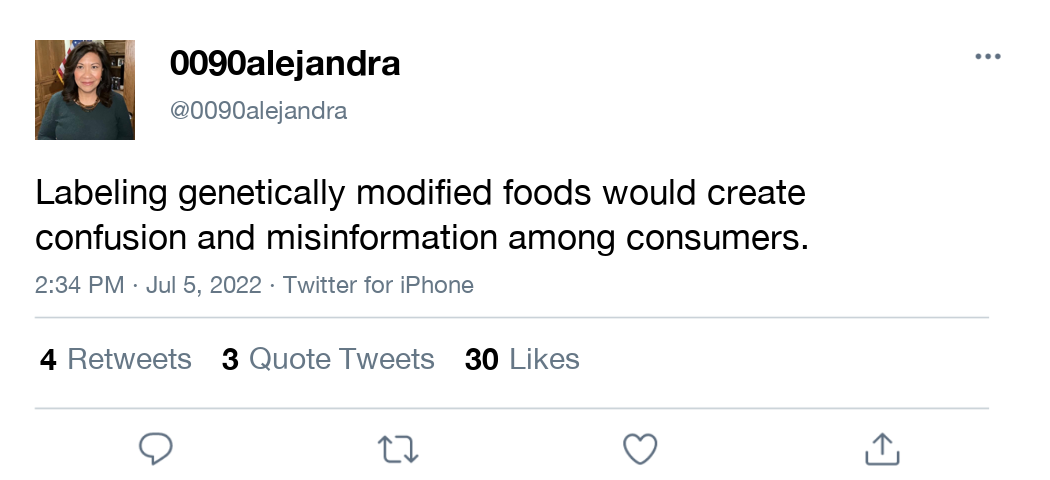 0090alejandra
@0090alejandra
Labeling genetically modified foods would create
confusion and misinformation among consumers.
2:34 PM · Jul 5, 2022 · Twitter for iPhone
4 Retweets 3 Quote Tweets 30 Likes